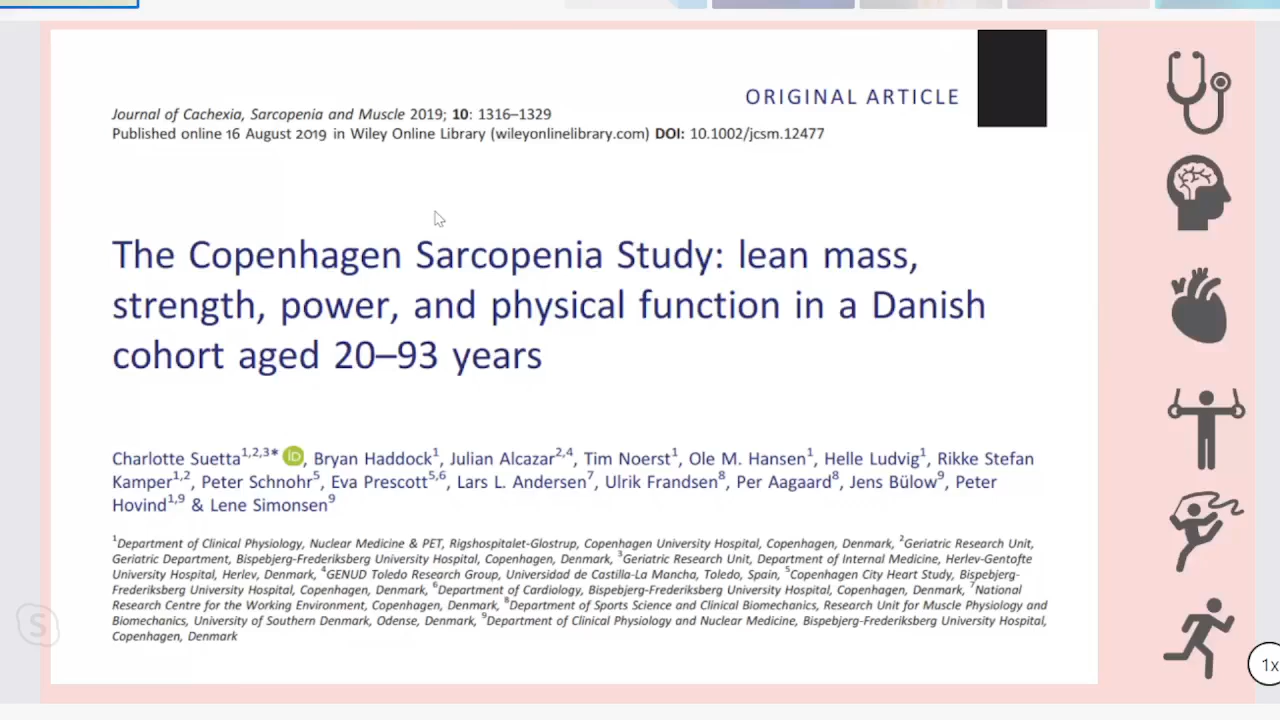 ORIGINAL ARTICLE
Journal of Cachexia, Sarcopenia and Muscle 2019; 10: 1316–1329
Published online 16 August 2019 in Wiley Online Library (wileyonlinelibrary.com) DOI: 10.1002/jcsm.12477
The Copenhagen Sarcopenia Study: lean mass,
strength, power, and physical function in a Danish
cohort aged 20–93 years
Charlotte Suetta1,2,3* iD, Bryan Haddock1, Julian Alcazar2,4, Tim Noerst1, Ole M. Hansen1, Helle Ludvig1, Rikke Stefan
Kamper1,2, Peter Schnohr5, Eva Prescott5,6, Lars L. Andersen7, Ulrik Frandsen8, Per Aagaard8, Jens Bülow9, Peter
Hovind1,9 & Lene Simonsen9
1Department of Clinical Physiology, Nuclear Medicine & PET, Rigshospitalet-Glostrup, Copenhagen University Hospital, Copenhagen, Denmark, 2Geriatric Research Unit,
Geriatric Department, Bispebjerg-Frederiksberg University Hospital, Copenhagen, Denmark, 3Geriatric Research Unit, Department of Internal Medicine, Herlev-Gentofte
University Hospital, Herlev, Denmark, 4GENUD Toledo Research Group, Universidad de Castilla-La Mancha, Toledo, Spain, 5Copenhagen City Heart Study, Bispebjerg-
Frederiksberg University Hospital, Copenhagen, Denmark, 6Department of Cardiology, Bispebjerg-Frederiksberg University Hospital, Copenhagen, Denmark, 7National
Research Centre for the Working Environment, Copenhagen, Denmark, 8Department of Sports Science and Clinical Biomechanics, Research Unit for Muscle Physiology and
Biomechanics, University of Southern Denmark, Odense, Denmark, 9Department of Clinical Physiology and Nuclear Medicine, Bispebjerg-Frederiksberg University Hospital,
Copenhagen, Denmark
S
1x